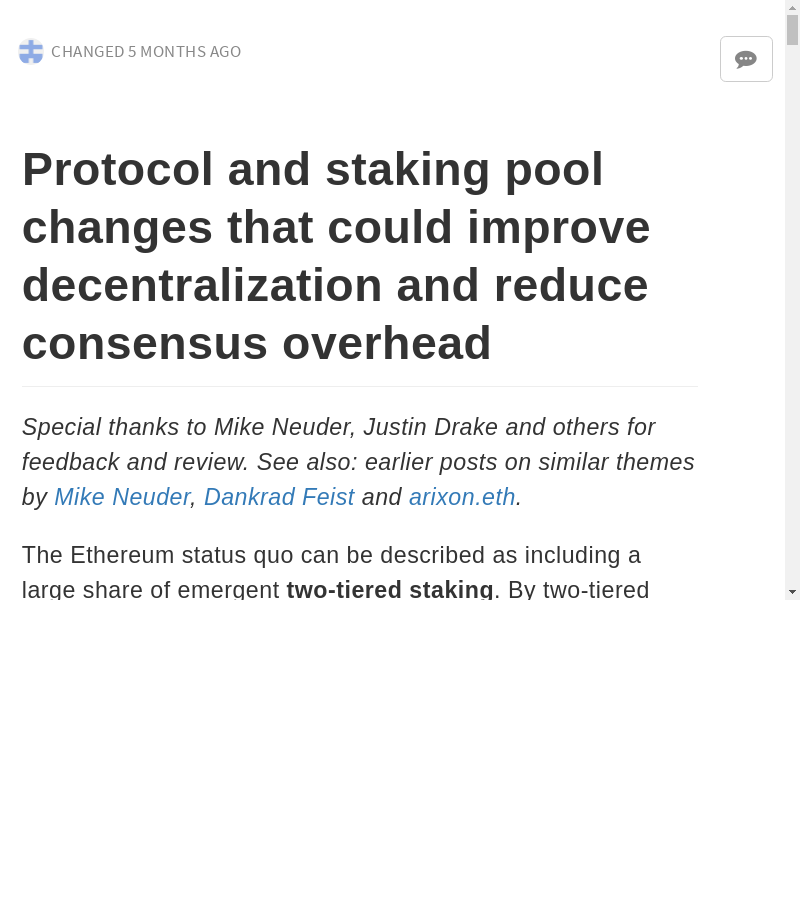 CHANGED 5 MONTHS AGO
Protocol and staking pool
changes that could improve
decentralization and reduce
consensus overhead
Special thanks to Mike Neuder, Justin Drake and others for
feedback and review. See also: earlier posts on similar themes
by Mike Neuder, Dankrad Feist and arixon.eth.
The Ethereum status quo can be described as including a
large share of emergent two-tiered staking. By two-tiered